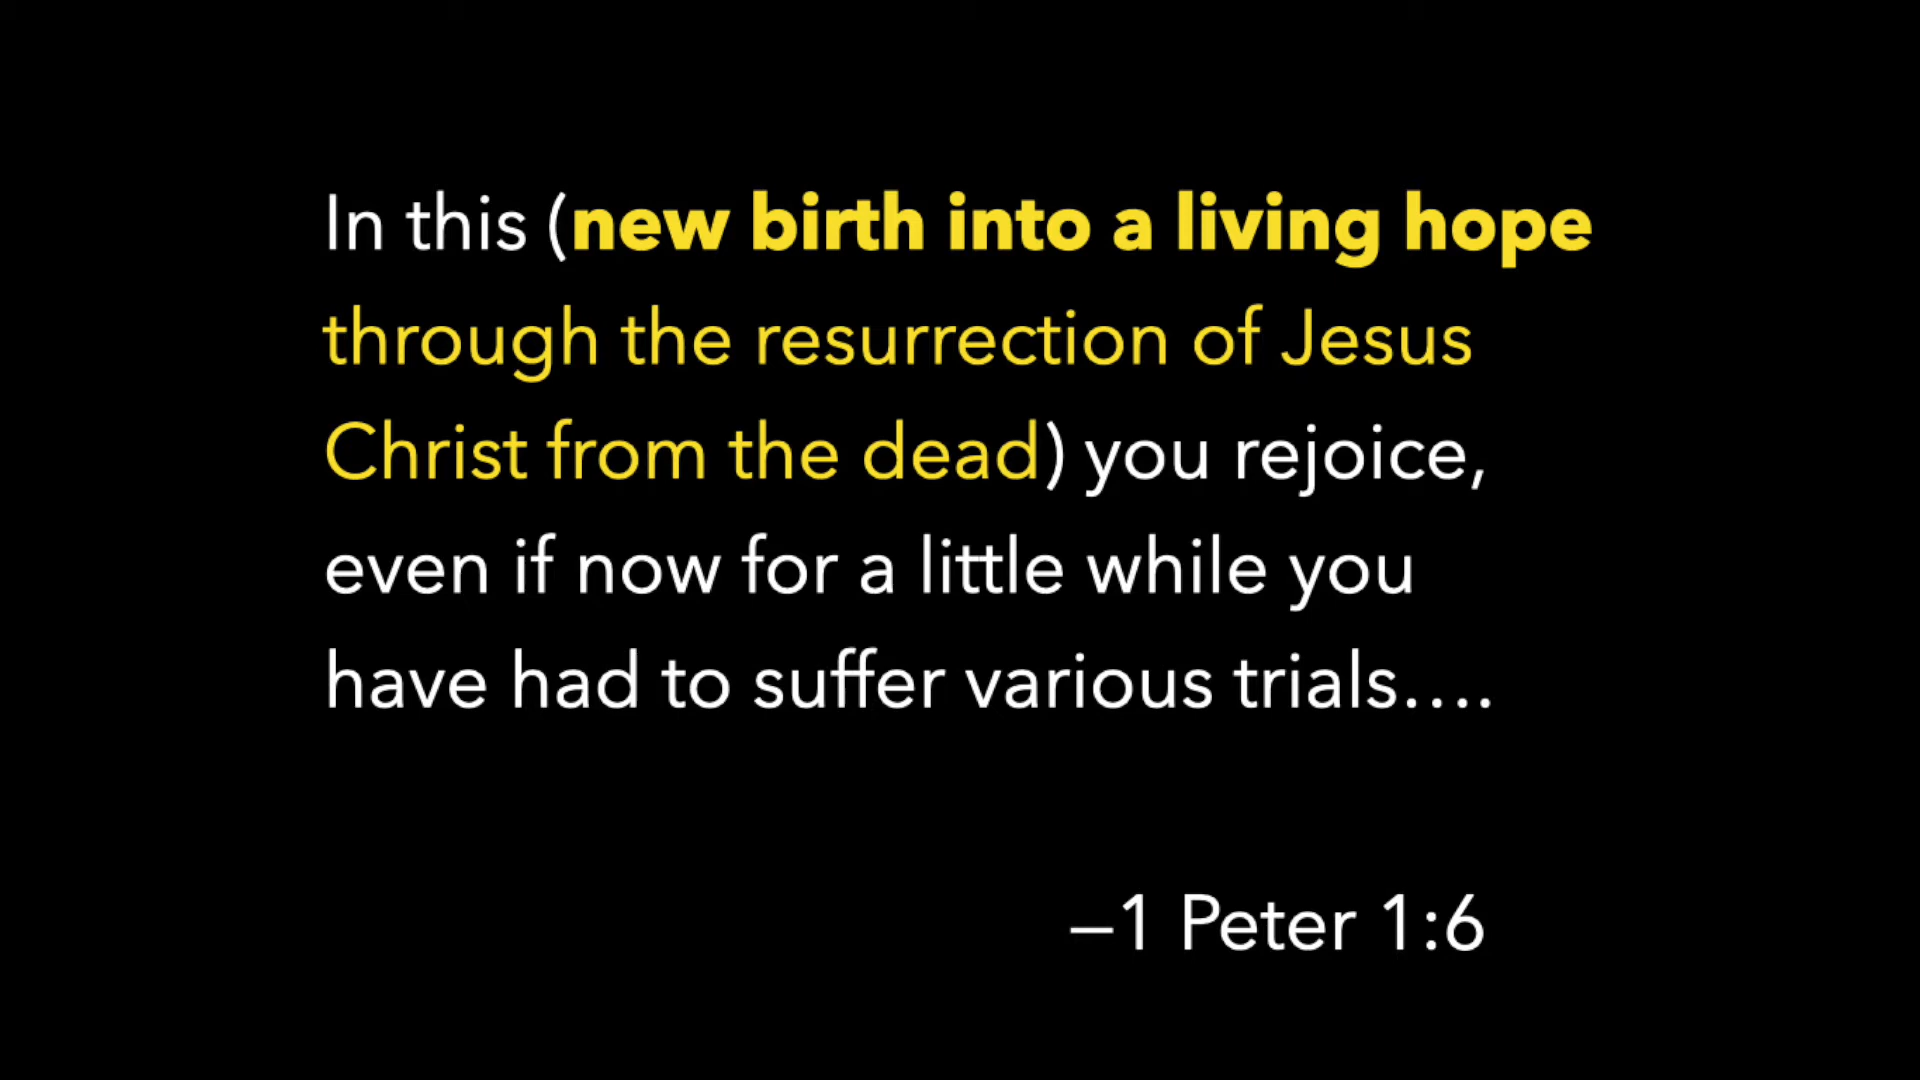 In this (new birth into a living hope
through the resurrection of Jesus
Christ from the dead) you rejoice,
even if now for a little while you
have had to suffer various trials….
–1 Peter 1:6